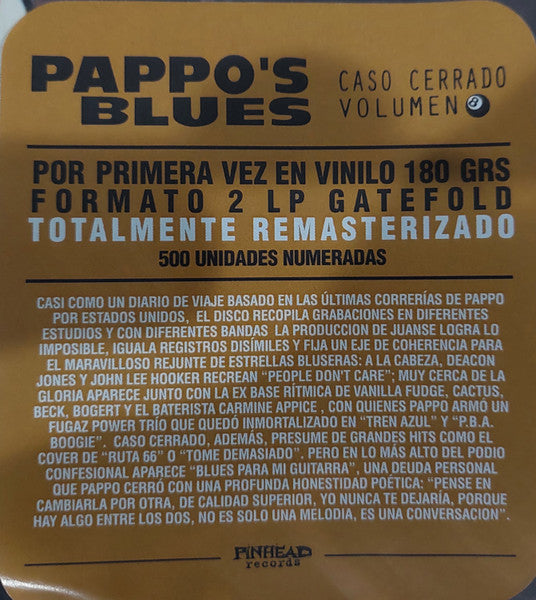 PAPPO'S
BLUES
CASO CERRADO
VOLUMEN 8
POR PRIMERA VEZ EN VINILO 180 GRS
FORMATO 2 LP GATEFOLD
TOTALMENTE REMASTERIZADO
500 UNIDADES NUMERADAS
CASI COMO UN DIARIO DE VIAJE BASADO EN LAS ÚLTIMAS CORRERÍAS DE PAPPO
POR ESTADOS UNIDOS, EL DISCO RECOPILA GRABACIONES EN DIFERENTES
ESTUDIOS Y CON DIFERENTES BANDAS LA PRODUCCION DE JUANSE LOGRA LO
IMPOSIBLE, IGUALA REGISTROS DISÍMILES Y FIJA UN EJE DE COHERENCIA PARA
EL MARAVILLOSO REJUNTE DE ESTRELLAS BLUSERAS: A LA CABEZA, DEACON
JONES Y JOHN LEE HOOKER RECREAN "PEOPLE DON'T CARE"; MUY CERCA DE LA
GLORIA APARECE JUNTO CON LA EX BASE RÍTMICA DE VANILLA FUDGE, CACTUS,
BECK, BOGERT Y EL BATERISTA CARMINE APPICE , CON QUIENES PAPPO ARMÓ UN
FUGAZ POWER TRÍO QUE QUEDÓ INMORTALIZADO EN "TREN AZUL" Y "P.B.A.
BOOGIE". CASO CERRADO, ADEMÁS, PRESUME DE GRANDES HITS COMO EL
COVER DE "RUTA 66" O "TOME DEMASIADO". PERO EN LO MÁS ALTO DEL PODIO
CONFESIONAL APARECE "BLUES PARA MI GUITARRA", UNA DEUDA PERSONAL
QUE PAPPO CERRÓ CON UNA PROFUNDA HONESTIDAD POÉTICA: "PENSE EN
CAMBIARLA POR OTRA, DE CALIDAD SUPERIOR, YO NUNCA TE DEJARÍA, PORQUE
HAY ALGO ENTRE LOS DOS, NO ES SOLO UNA MELODÍA, ES UNA CONVERSACION".
PINHEAD
records